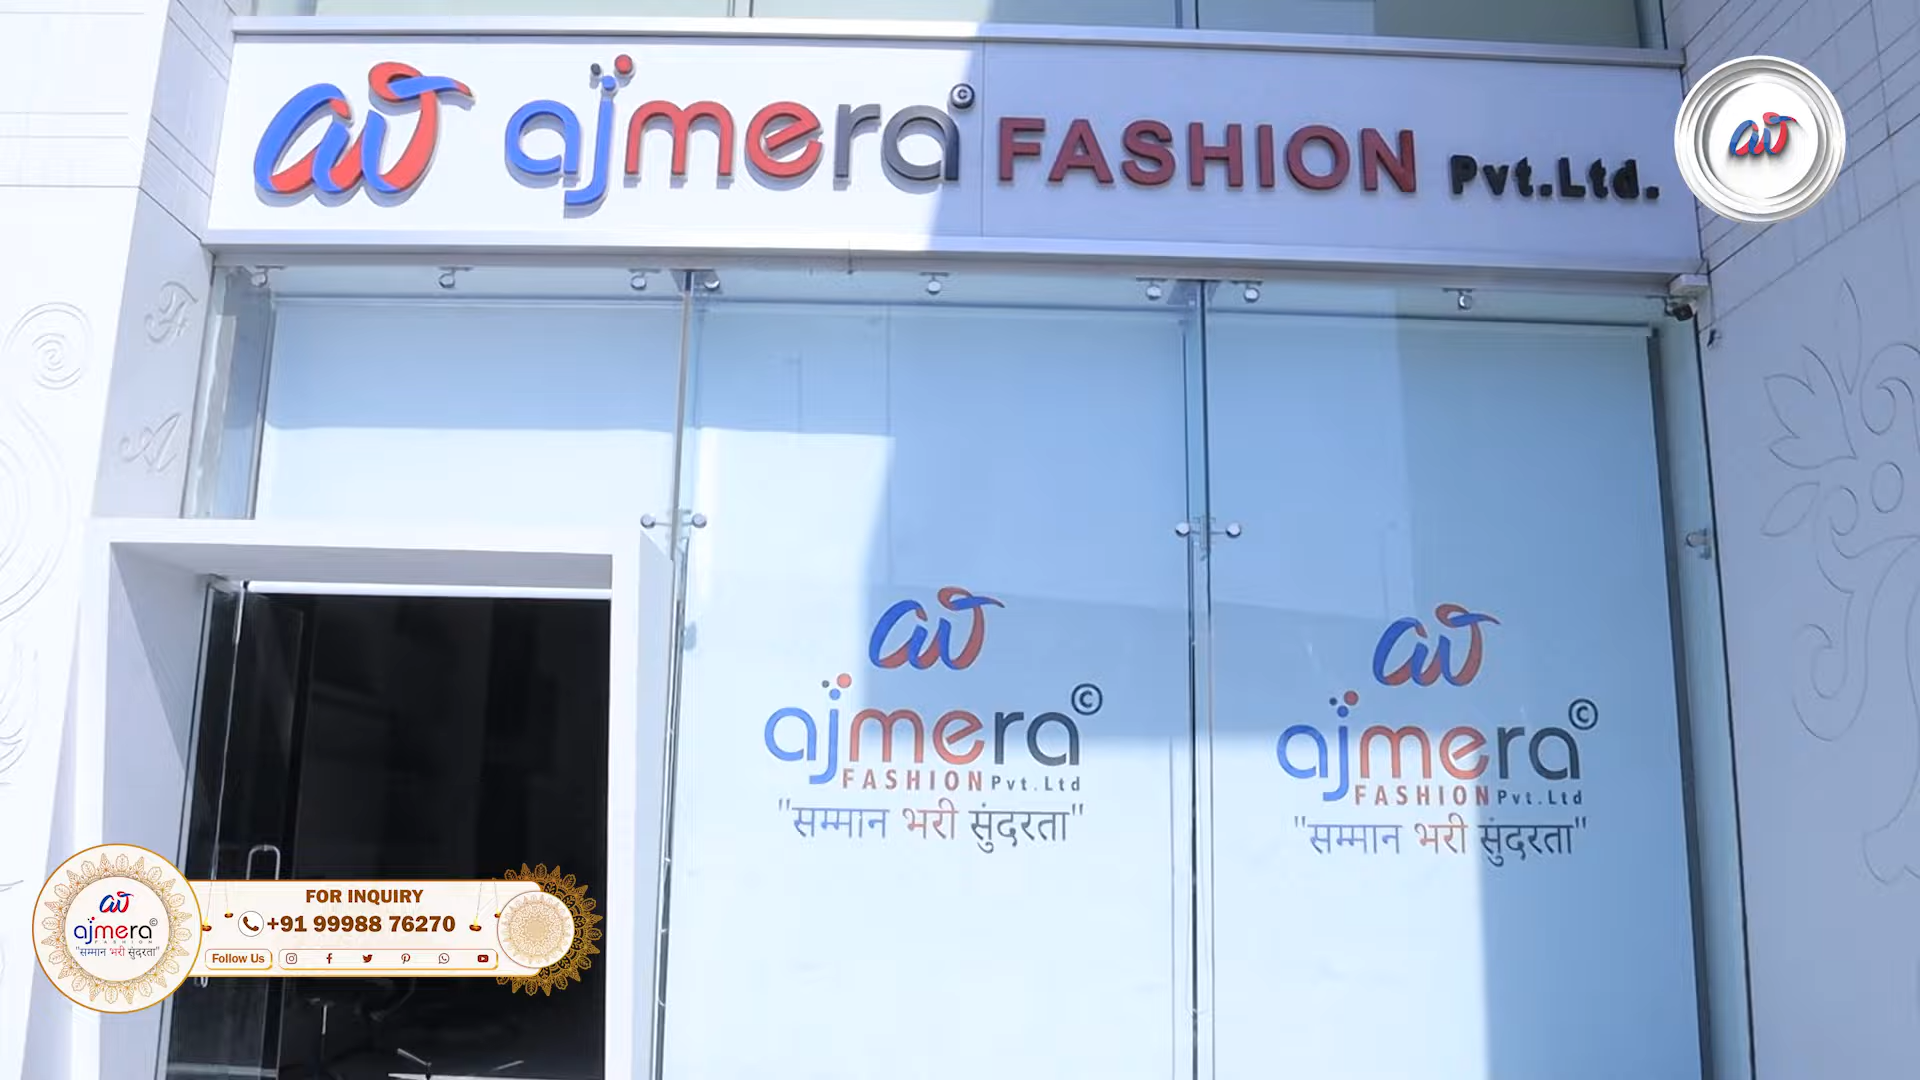 ajmera© FASHION Pvt.Ltd.
ajmera©
FASHION Pvt.Ltd
"सम्मान भरी सुंदरता"
ajmera©
FASHION Pvt.Ltd
"सम्मान भरी सुंदरता"
ajmera©
FASHION
"सम्मान भरी सुंदरता"
FOR INQUIRY
+91 99988 76270
Follow Us